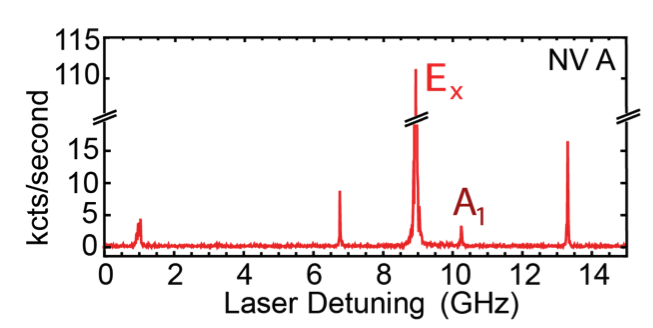 115
NV A
110
Eₓ
kcts/second
15
10
A₁
5
0
0 2 4 6 8 10 12 14
Laser Detuning (GHz)